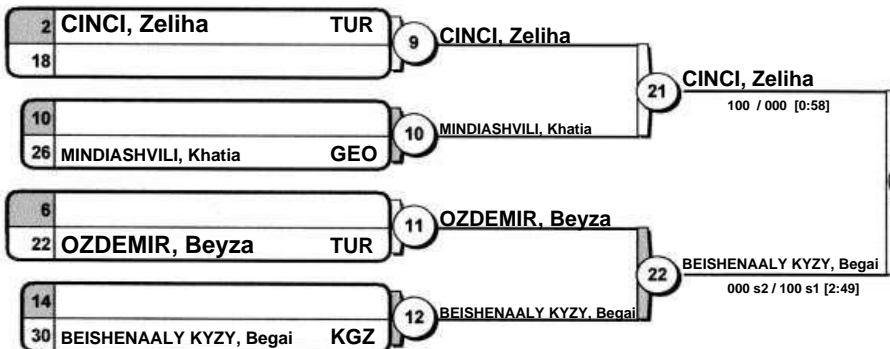 2 CINCI, Zeliha TUR
18
9 CINCI, Zeliha
10
26 MINDIASHVILI, Khatia GEO
10 MINDIASHVILI, Khatia
21 CINCI, Zeliha
100 / 000 [0:58]
6
22 OZDEMIR, Beyza TUR
11 OZDEMIR, Beyza
14
30 BEISHENAALY KYZY, Begai KGZ
12 BEISHENAALY KYZY, Begai
22 BEISHENAALY KYZY, Begai
000 s2 / 100 s1 [2:49]